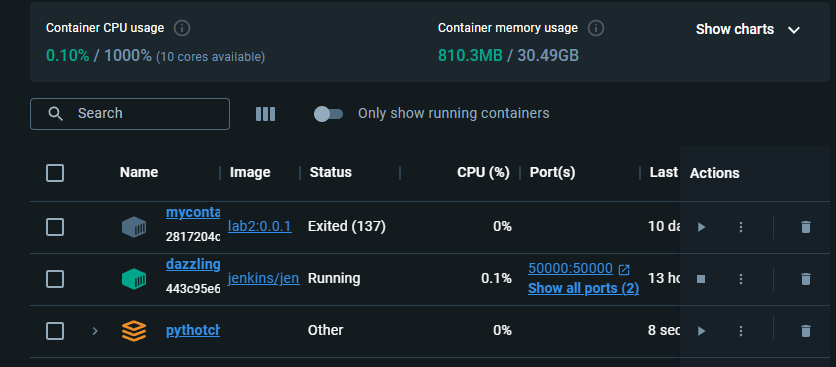 Container CPU usage
0.10% / 1000% (10 cores available)
Container memory usage
810.3MB / 30.49GB
Show charts
Search
Only show running containers
Name Image Status CPU (%) Port(s) Last Actions
myconta
2817204c
lab2:0.0.1 Exited (137) 0% 10 da
dazzling
443c95e6
jenkins/jen Running 0.1% 50000:50000 13 ho
Show all ports (2)
pythotch Other 0% 8 sec